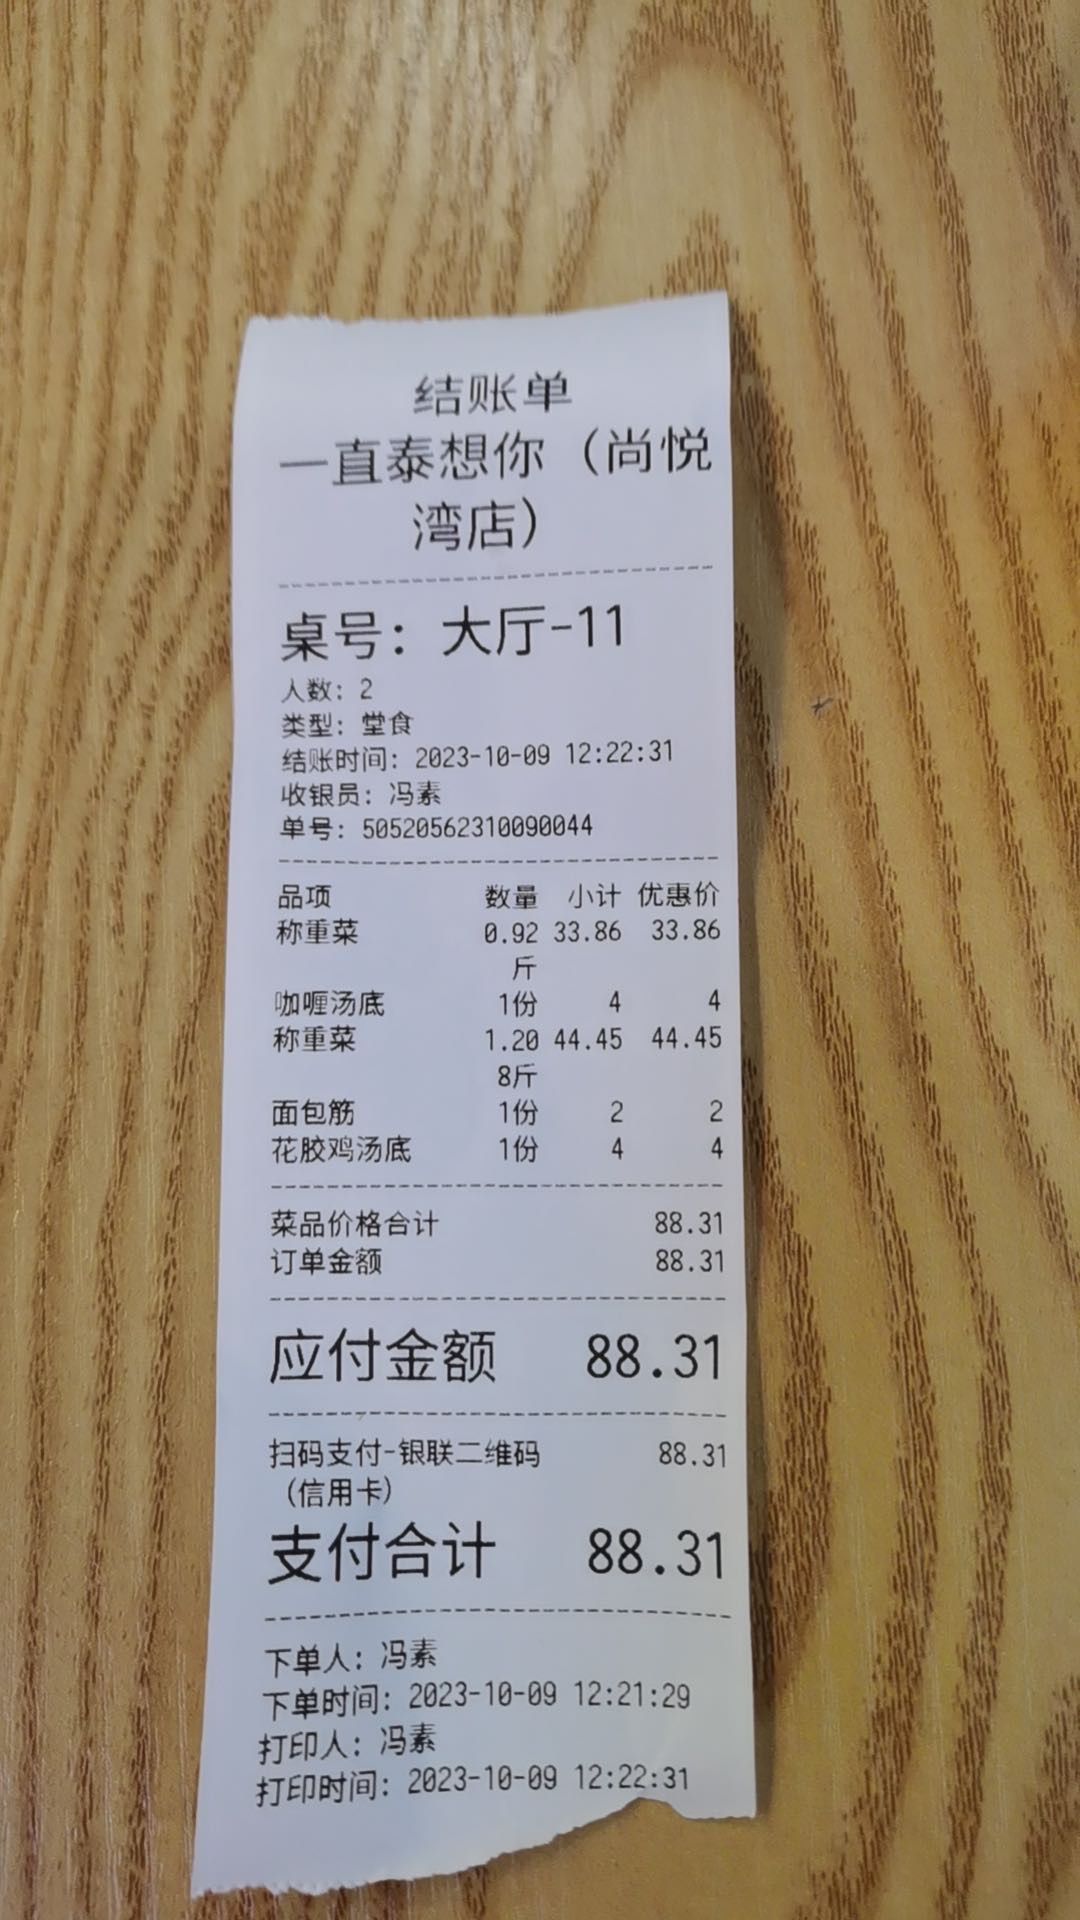 结账单
一直泰想你（尚悦
湾店）
桌号：大厅-11
人数：2
类型：堂食
结账时间：2023-10-09 12:22:31
收银员：冯素
单号：50520562310090044
品项 数量 小计 优惠价
称重菜 0.92 33.86 33.86
斤
咖喱汤底 1份 4 4
称重菜 1.20 44.45 44.45
8斤
面包筋 1份 2 2
花胶鸡汤底 1份 4 4
菜品价格合计 88.31
订单金额 88.31
应付金额 88.31
扫码支付-银联二维码 88.31
（信用卡）
支付合计 88.31
下单人：冯素
下单时间：2023-10-09 12:21:29
打印人：冯素
打印时间：2023-10-09 12:22:31